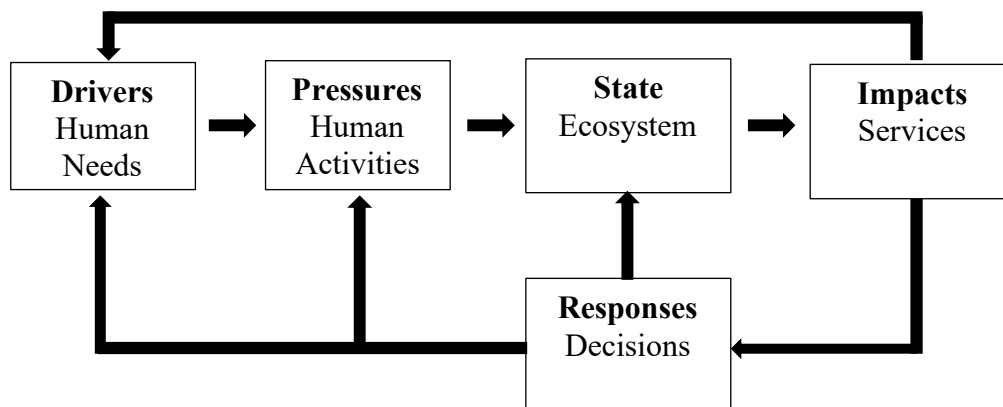 Drivers
Human
Needs
Pressures
Human
Activities
State
Ecosystem
Impacts
Services
Responses
Decisions